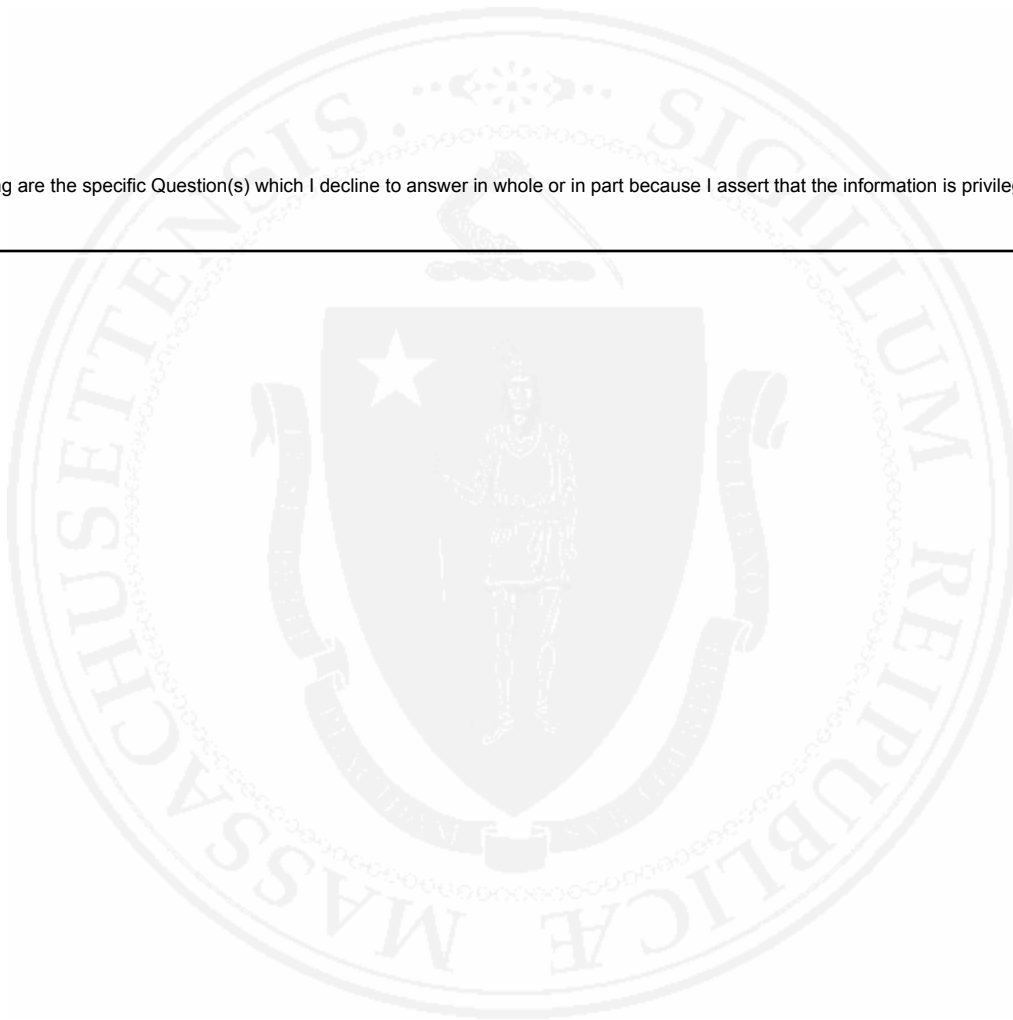 g are the specific Question(s) which I decline to answer in whole or in part because I assert that the information is privile
SIGILLUM REIPUBLICÆ MASSACHUSETTENSIS.